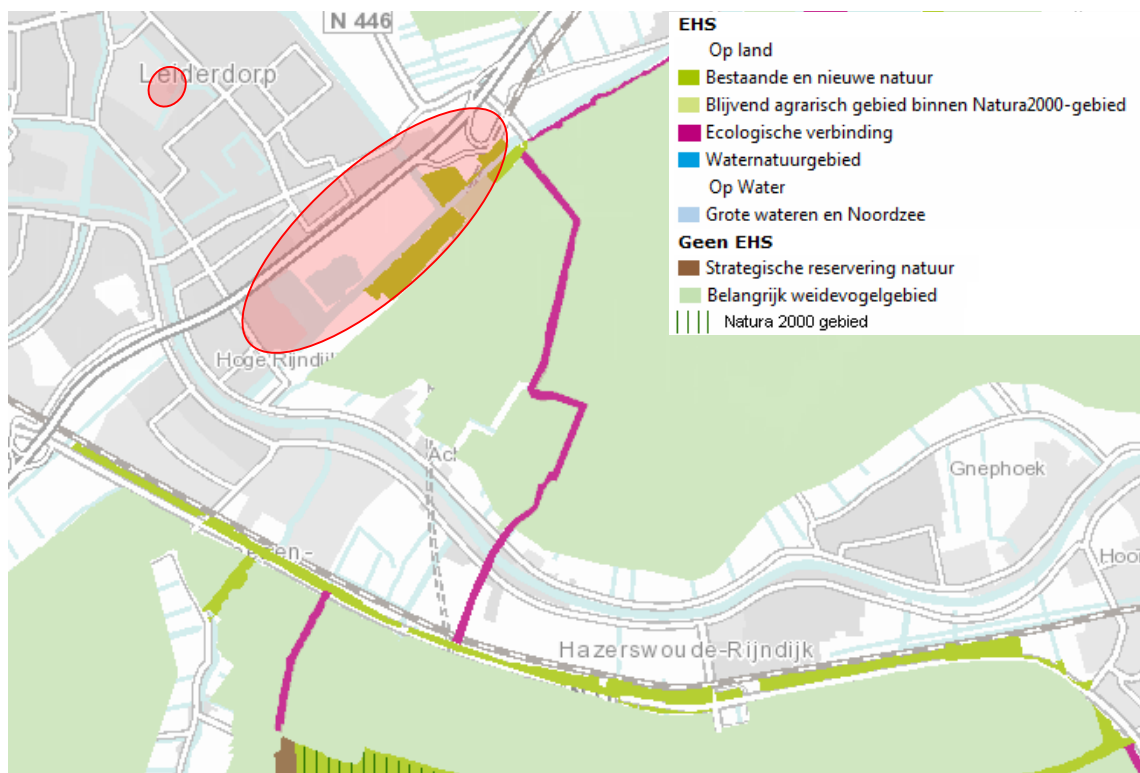 N 446
Leiderdorp
EHS
Op land
Bestaande en nieuwe natuur
Blijvend agrarisch gebied binnen Natura2000-gebied
Ecologische verbinding
Waternatuurgebied
Op Water
Grote wateren en Noordzee
Geen EHS
Strategische reservering natuur
Belangrijk weidevogelgebied
Natura 2000 gebied
Hoge Rijndijk
Gnephoek
Hazerswoude-Rijndijk